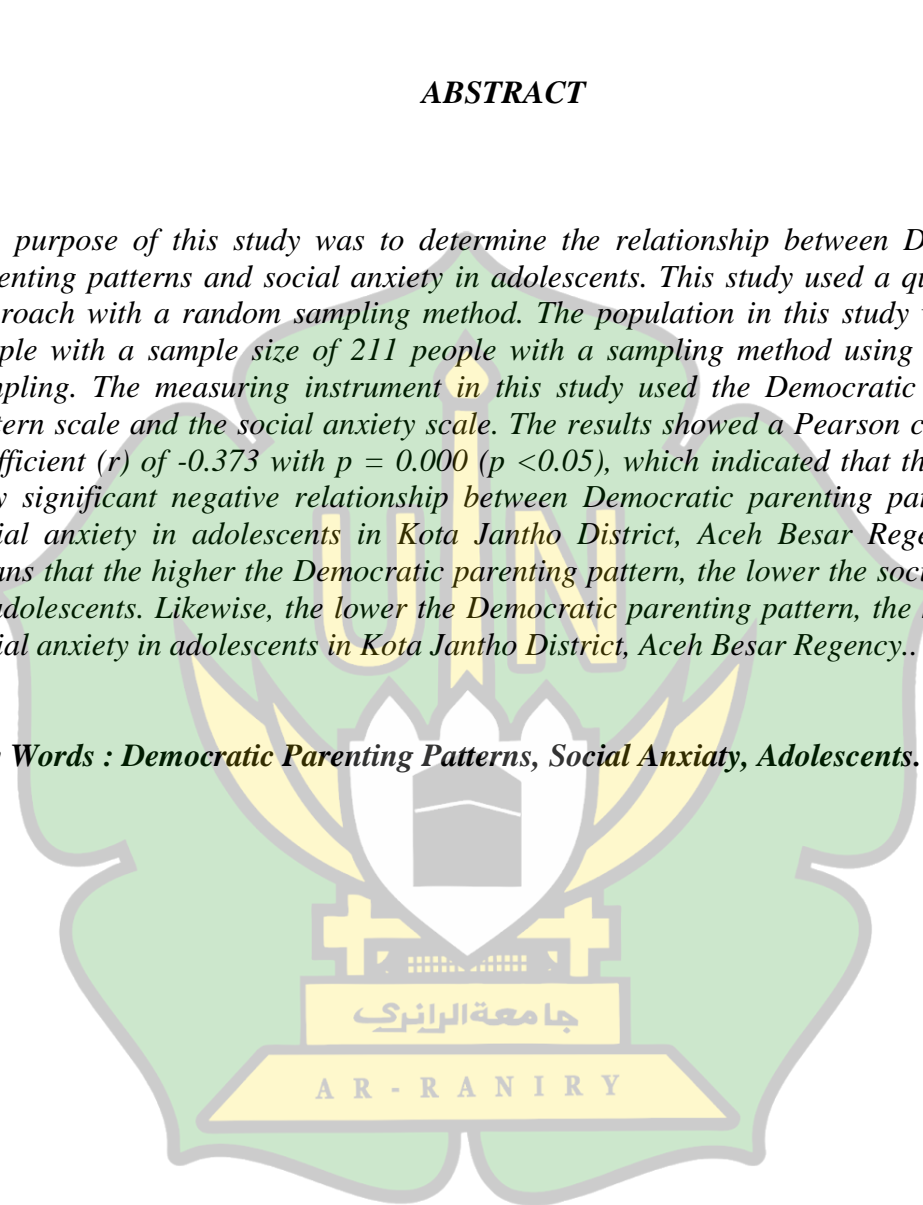 ABSTRACT
purpose of this study was to determine the relationship between D
enting patterns and social anxiety in adolescents. This study used a qu
roach with a random sampling method. The population in this study
ple with a sample size of 211 people with a sampling method using
pling. The measuring instrument in this study used the Democratic
tern scale and the social anxiety scale. The results showed a Pearson c
fficient (r) of -0.373 with p = 0.000 (p <0.05), which indicated that th
y significant negative relationship between Democratic parenting pa
ial anxiety in adolescents in Kota Jantho District, Aceh Besar Rege
ans that the higher the Democratic parenting pattern, the lower the soci
adolescents. Likewise, the lower the Democratic parenting pattern, the
ial anxiety in adolescents in Kota Jantho District, Aceh Besar Regency..
Words : Democratic Parenting Patterns, Social Anxiaty, Adolescents.
UIN
جامعةالرانري
AR-RANIRY